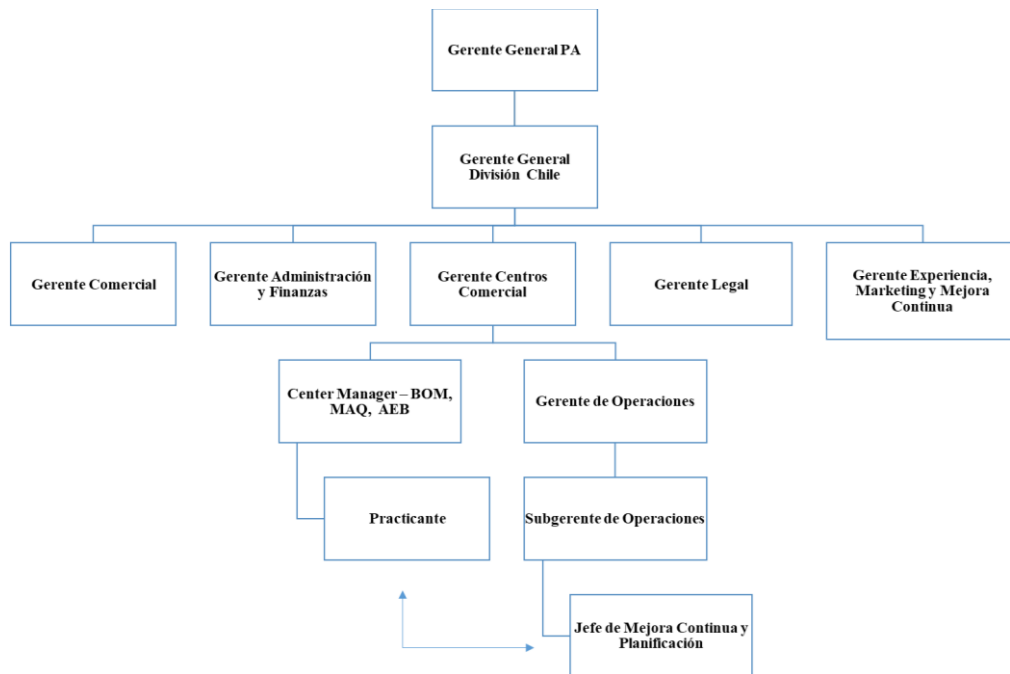 Gerente General PA
Gerente General
División Chile
Gerente Comercial
Gerente Administración
y Finanzas
Gerente Centros
Comercial
Gerente Legal
Gerente Experiencia,
Marketing y Mejora
Continua
Center Manager – BOM,
MAQ, AEB
Gerente de Operaciones
Practicante
Subgerente de Operaciones
Jefe de Mejora Continua y
Planificación